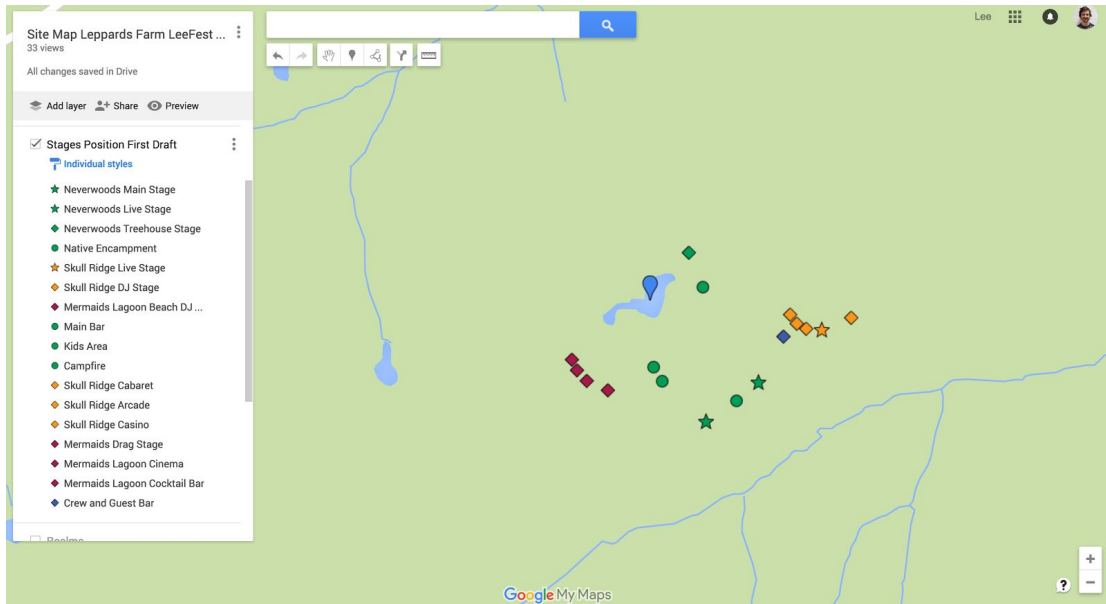 Site Map Leppards Farm LeeFest ...
33 views
All changes saved in Drive
Add layer Share Preview
Stages Position First Draft
Individual styles
Neverwoods Main Stage
Neverwoods Live Stage
Neverwoods Treehouse Stage
Native Encampment
Skull Ridge Live Stage
Skull Ridge DJ Stage
Mermaids Lagoon Beach DJ ...
Main Bar
Kids Area
Campfire
Skull Ridge Cabaret
Skull Ridge Arcade
Skull Ridge Casino
Mermaids Drag Stage
Mermaids Lagoon Cinema
Mermaids Lagoon Cocktail Bar
Crew and Guest Bar
Realms
Lee
Google My Maps
?
+
−